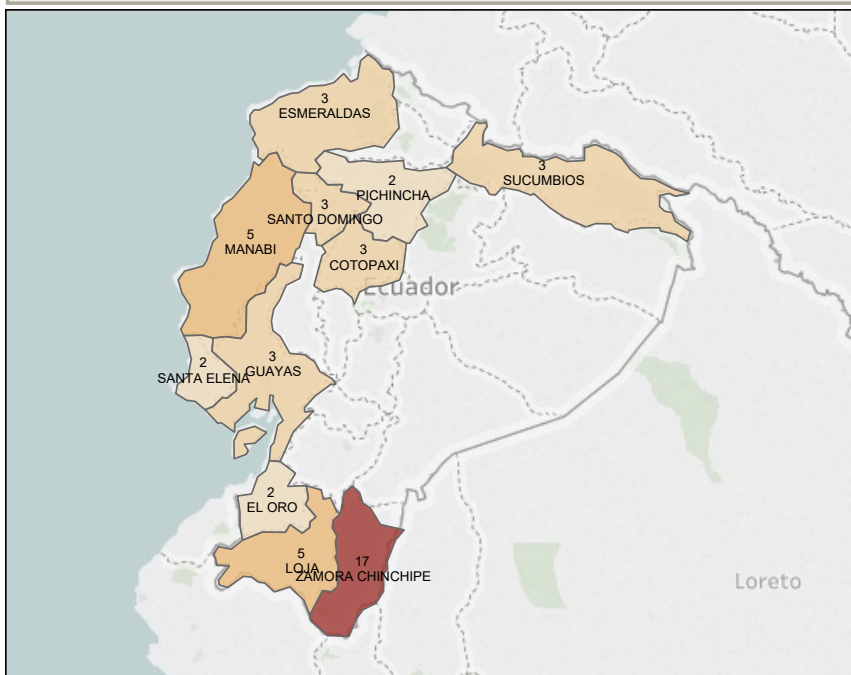 3
ESMERALDAS
3
SUCUMBIOS
2
PICHINCHA
3
SANTO DOMINGO
5
MANABI
3
COTOPAXI
Ecuador
2
SANTA ELENA
3
GUAYAS
2
EL ORO
5
LOJA
17
ZAMORA CHINCHIPE
Loreto